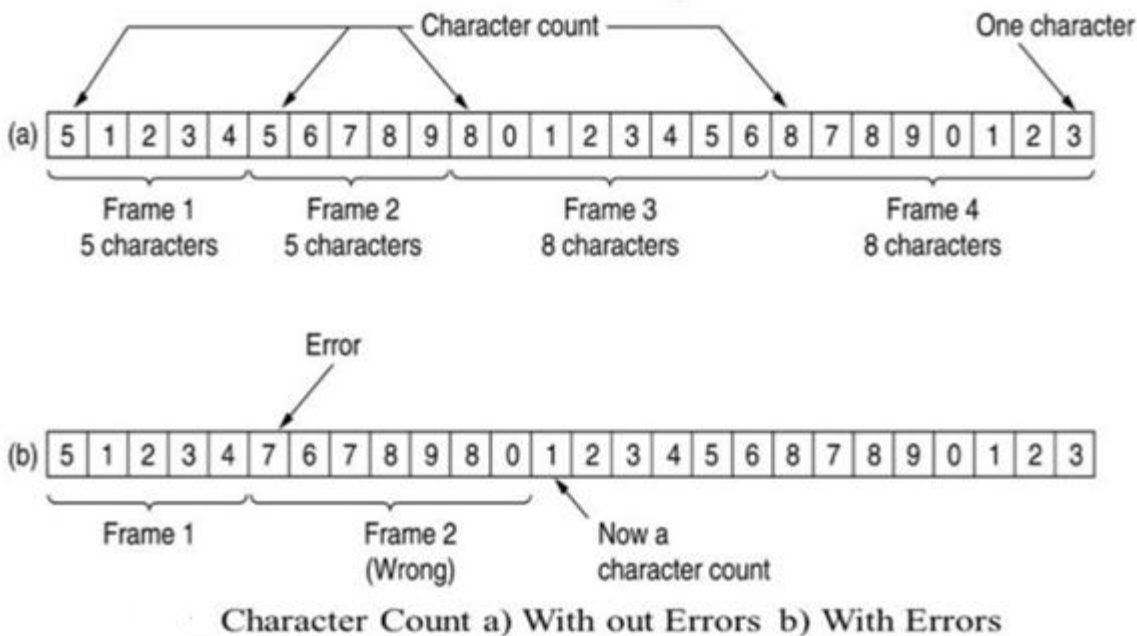 Character count One character
(a) 5 1 2 3 4 5 6 7 8 9 8 0 1 2 3 4 5 6 8 7 8 9 0 1 2 3
Frame 1 Frame 2 Frame 3 Frame 4
5 characters 5 characters 8 characters 8 characters
Error
(b) 5 1 2 3 4 7 6 7 8 9 8 0 1 2 3 4 5 6 8 7 8 9 0 1 2 3
Frame 1 Frame 2 Now a
(Wrong) character count
Character Count a) With out Errors b) With Errors